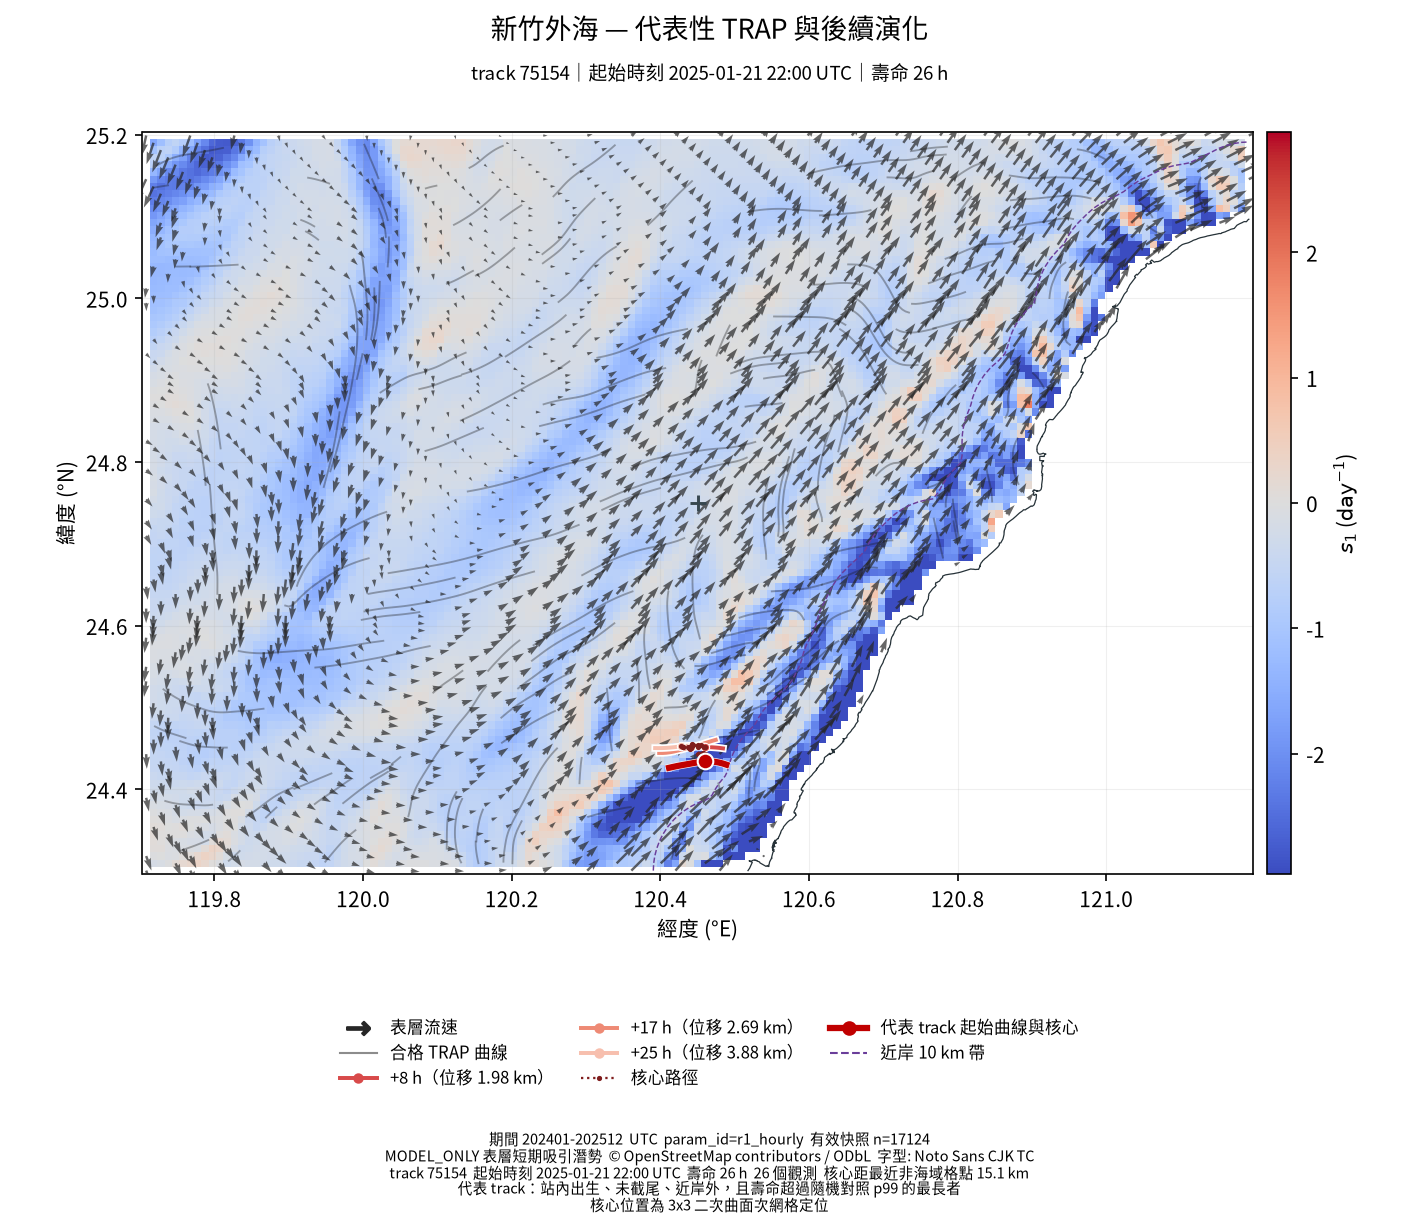 新竹外海 — 代表性 TRAP 與後續演化
track 75154｜起始時刻 2025-01-21 22:00 UTC｜壽命 26 h
25.2
25.0
24.8
24.6
24.4
緯度 (°N)
119.8
120.0
120.2
120.4
120.6
120.8
121.0
經度 (°E)
2
1
0
-1
-2
s₁ (day⁻¹)
表層流速
合格 TRAP 曲線
+8 h（位移 1.98 km）
+17 h（位移 2.69 km）
+25 h（位移 3.88 km）
核心路徑
代表 track 起始曲線與核心
近岸 10 km 帶
期間 202401-202512 UTC param_id=r1_hourly 有效快照 n=17124
MODEL_ONLY 表層短期吸引潛勢 © OpenStreetMap contributors / ODbL 字型: Noto Sans CJK TC
track 75154 起始時刻 2025-01-21 22:00 UTC 壽命 26 h 26 個觀測 核心距最近非海域格點 15.1 km
代表 track：站內出生、未截尾、近岸外，且壽命超過隨機對照 p99 的最長者
核心位置為 3x3 二次曲面次網格定位